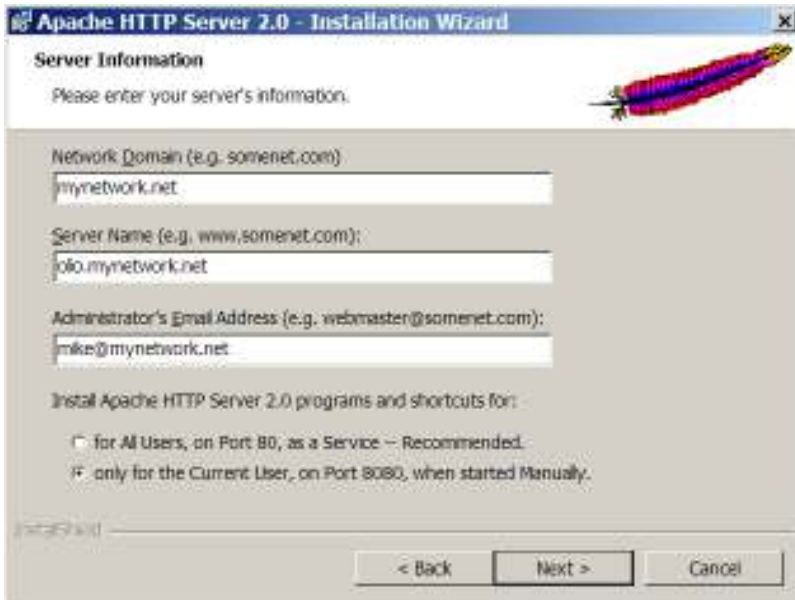 Apache HTTP Server 2.0 - Installation Wizard
Server Information
Please enter your server's information.
Network Domain (e.g. somenet.com)
mynetwork.net
Server Name (e.g. www.somenet.com):
olio.mynetwork.net
Administrator's Email Address (e.g. webmaster@somenet.com):
mike@mynetwork.net
Install Apache HTTP Server 2.0 programs and shortcuts for:
for All Users, on Port 80, as a Service -- Recommended.
only for the Current User, on Port 8080, when started Manually.
InstallShield
< Back Next > Cancel